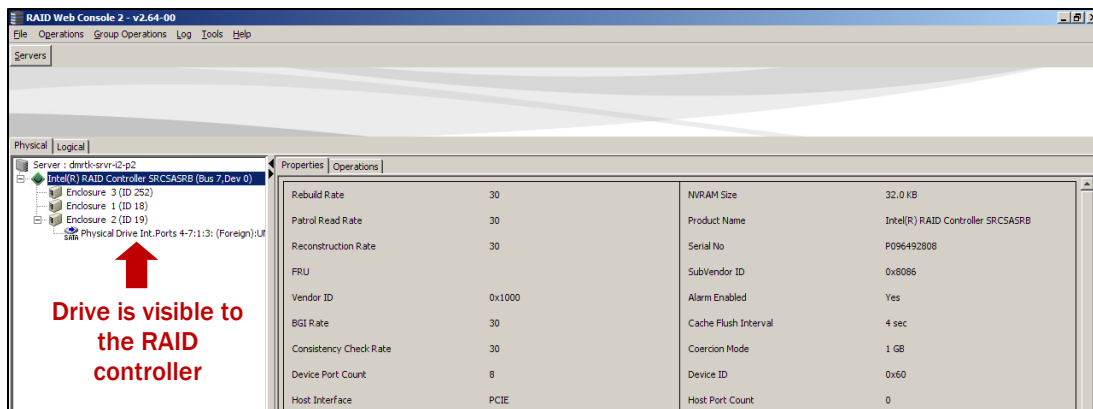 RAID Web Console 2 - v2.64-00
File Operations Group Operations Log Tools Help
Servers
Physical Logical
Server : dmrtk-srvr-i2-p2
Intel(R) RAID Controller SRCSASRB (Bus 7,Dev 0)
Enclosure 3 (ID 252)
Enclosure 1 (ID 18)
Enclosure 2 (ID 19)
SATA Physical Drive Int.Ports 4-7:1:3: (Foreign):
Drive is visible to
the RAID
controller
Properties Operations
Rebuild Rate 30 NVRAM Size 32.0 KB
Patrol Read Rate 30 Product Name Intel(R) RAID Controller SRCSASRB
Reconstruction Rate 30 Serial No P096492808
FRU SubVendor ID 0x8086
Vendor ID 0x1000 Alarm Enabled Yes
BGI Rate 30 Cache Flush Interval 4 sec
Consistency Check Rate 30 Coercion Mode 1 GB
Device Port Count 8 Device ID 0x60
Host Interface PCIE Host Port Count 0